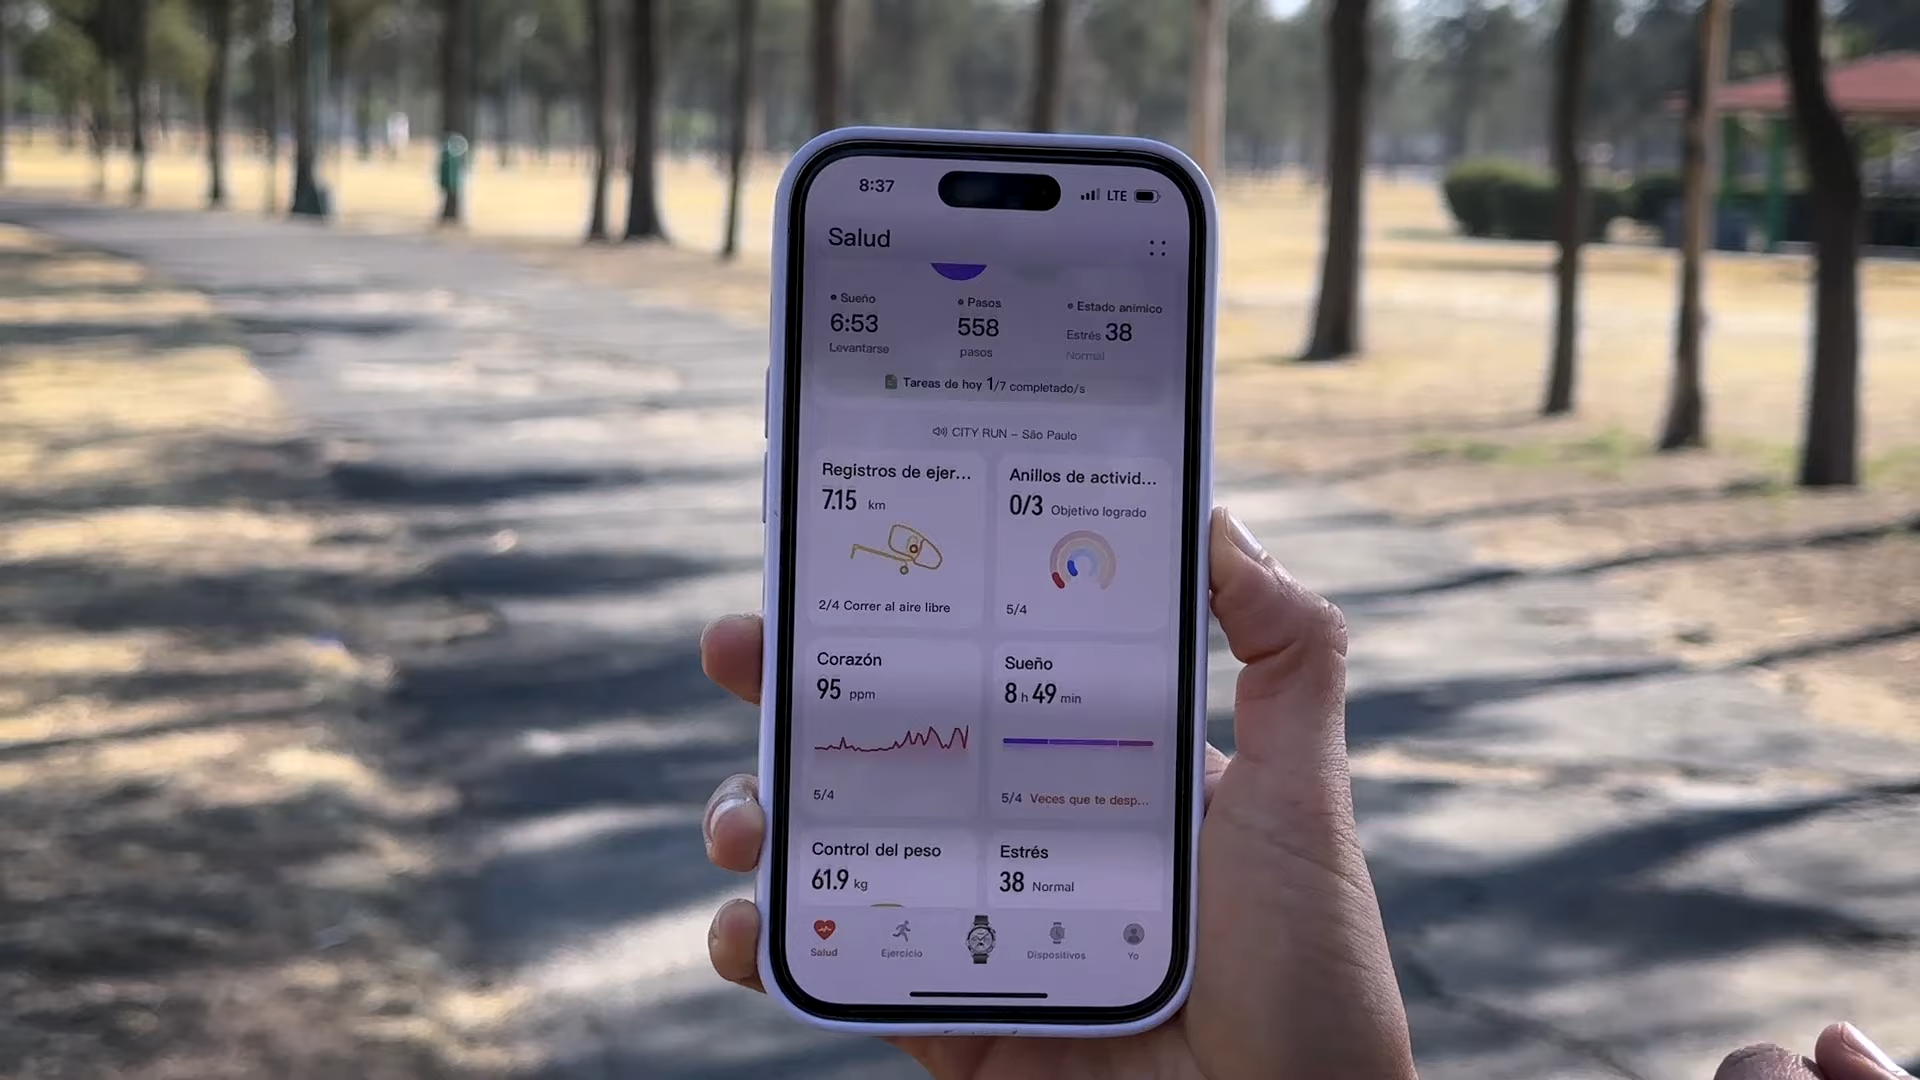 8:37
LTE
Salud
Sueño
6:53
Levantarse
Pasos
558
pasos
Estado anímico
Estrés 38
Normal
Tareas de hoy 1/7 completado/s
CITY RUN – São Paulo
Registros de ejer...
7.15 km
2/4 Correr al aire libre
Anillos de activid...
0/3 Objetivo logrado
5/4
Corazón
95 ppm
5/4
Sueño
8 h 49 min
5/4 Veces que te desp...
Control del peso
61.9 kg
Estrés
38 Normal
Salud
Ejercicio
Dispositivos
Yo